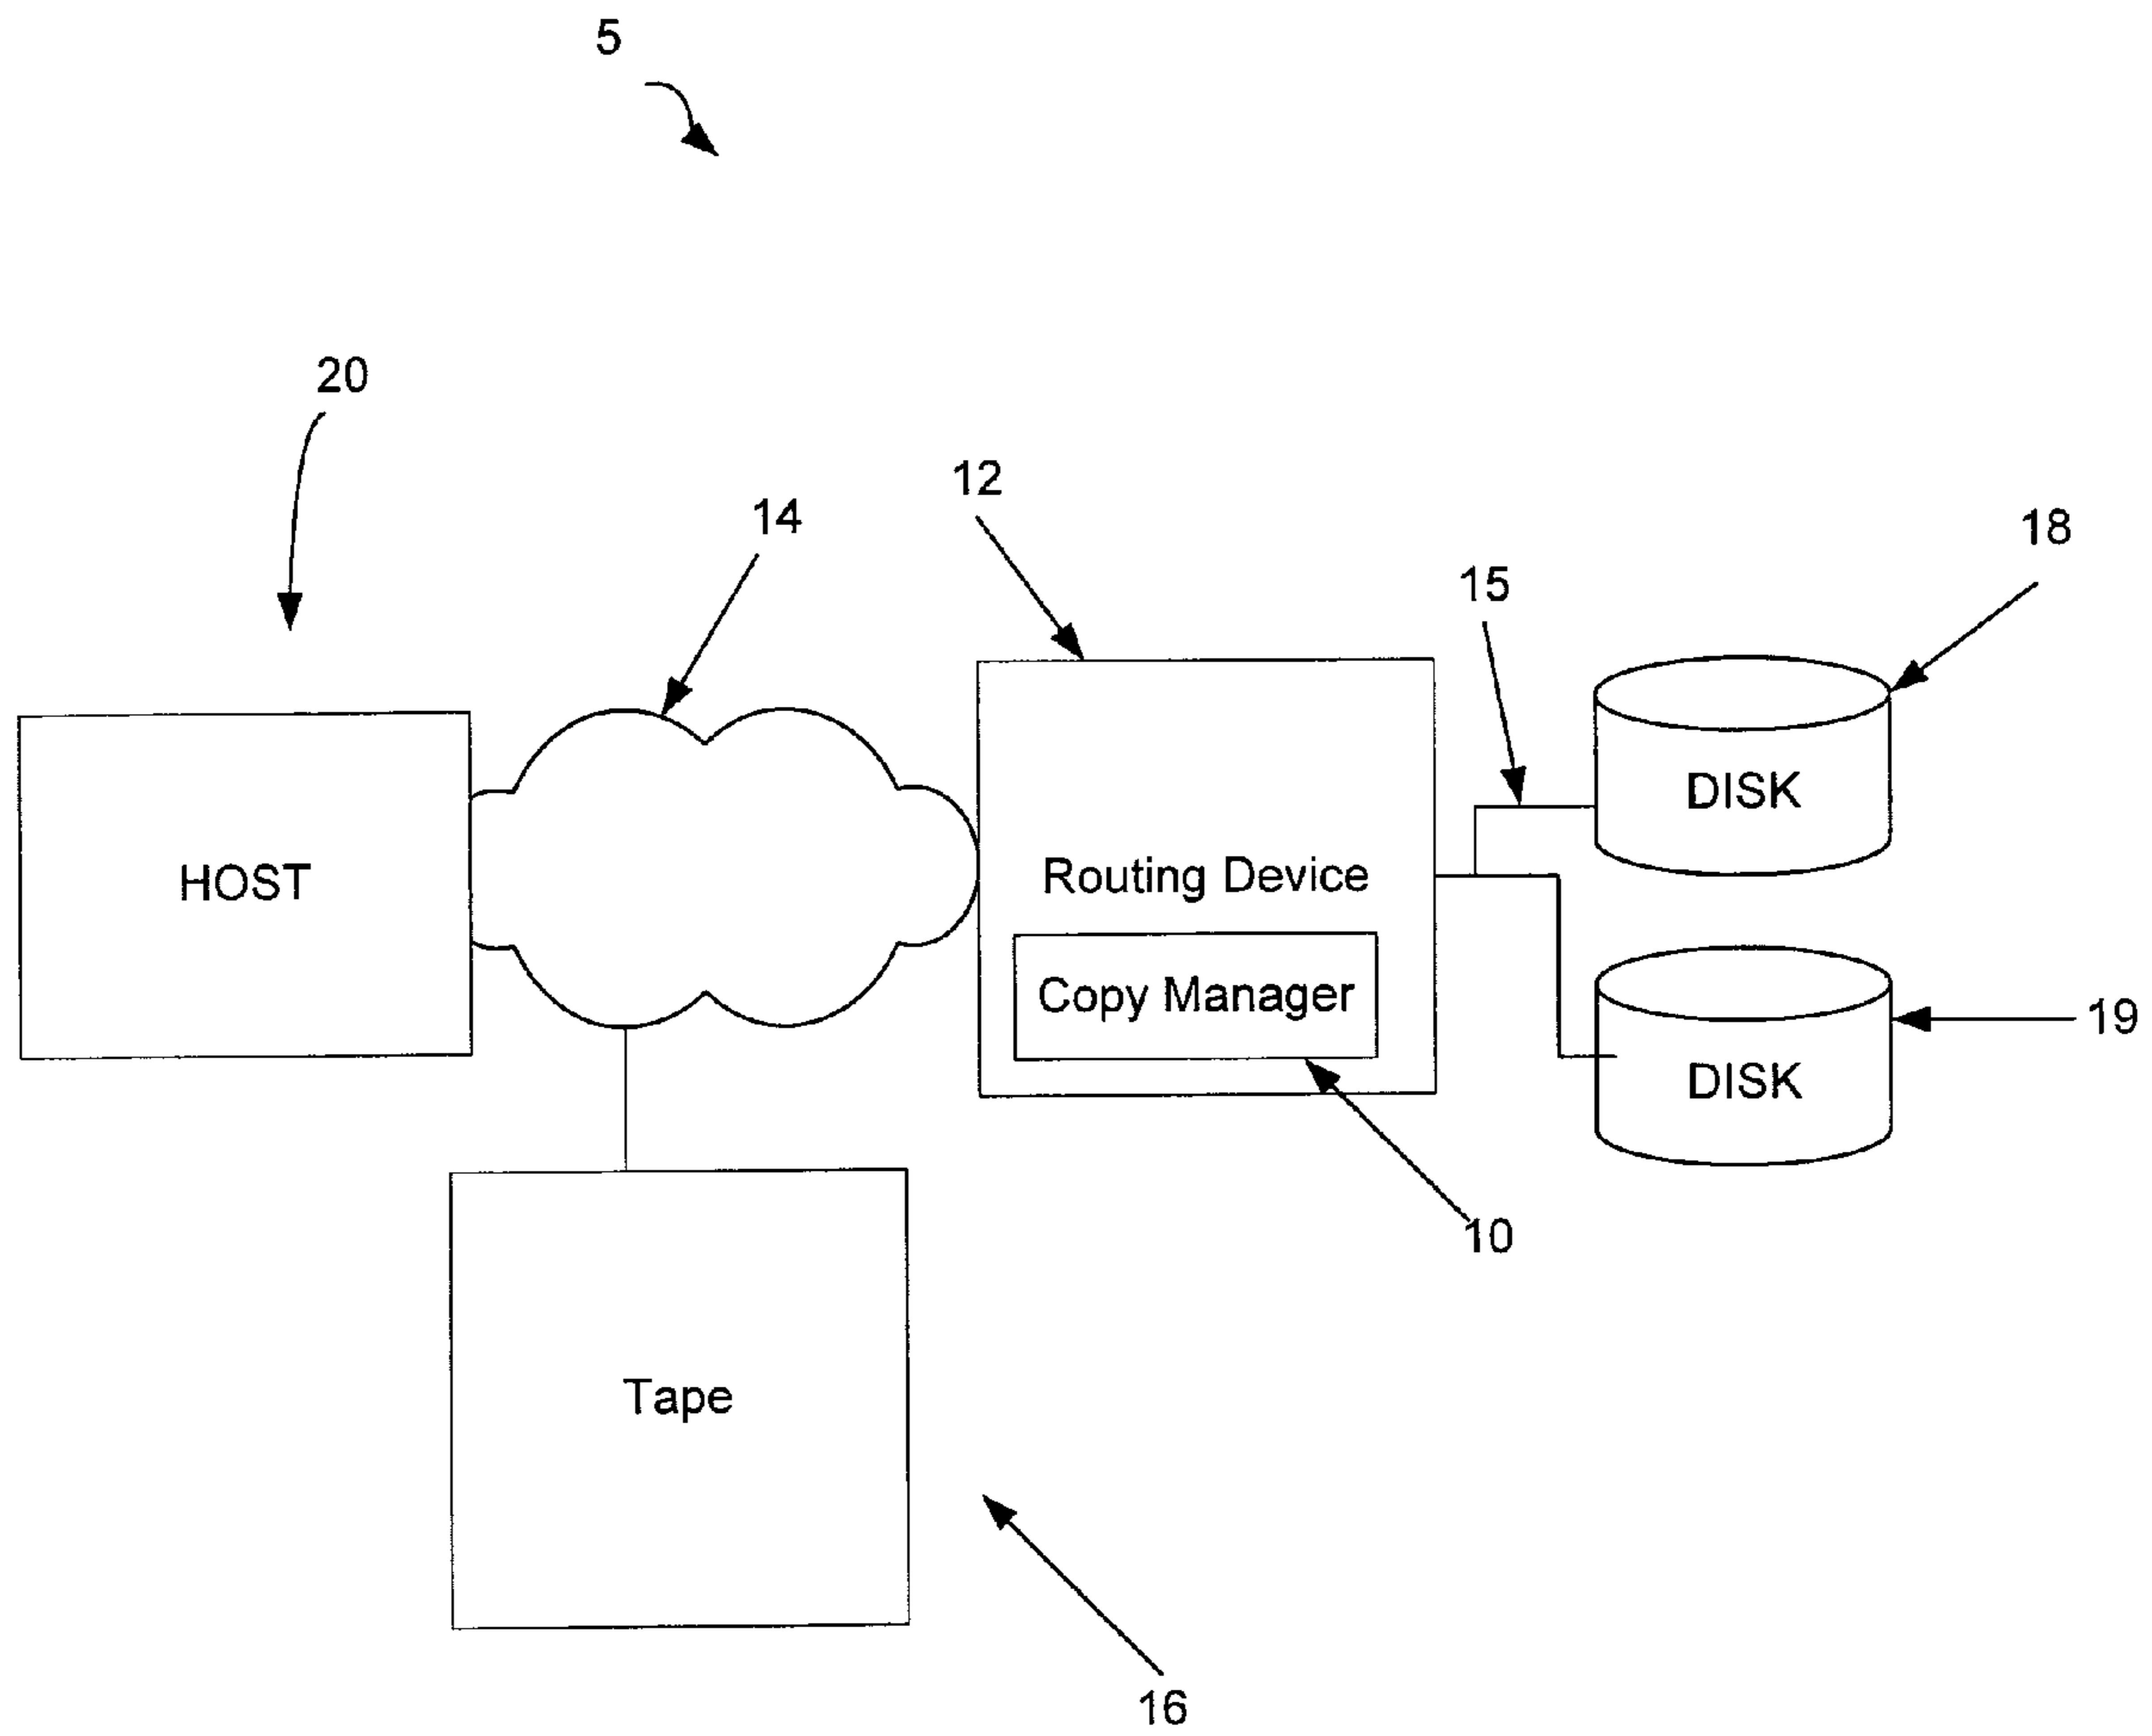 5
20
12
14
18
15
DISK
HOST
Routing Device
Copy Manager
19
DISK
10
Tape
16